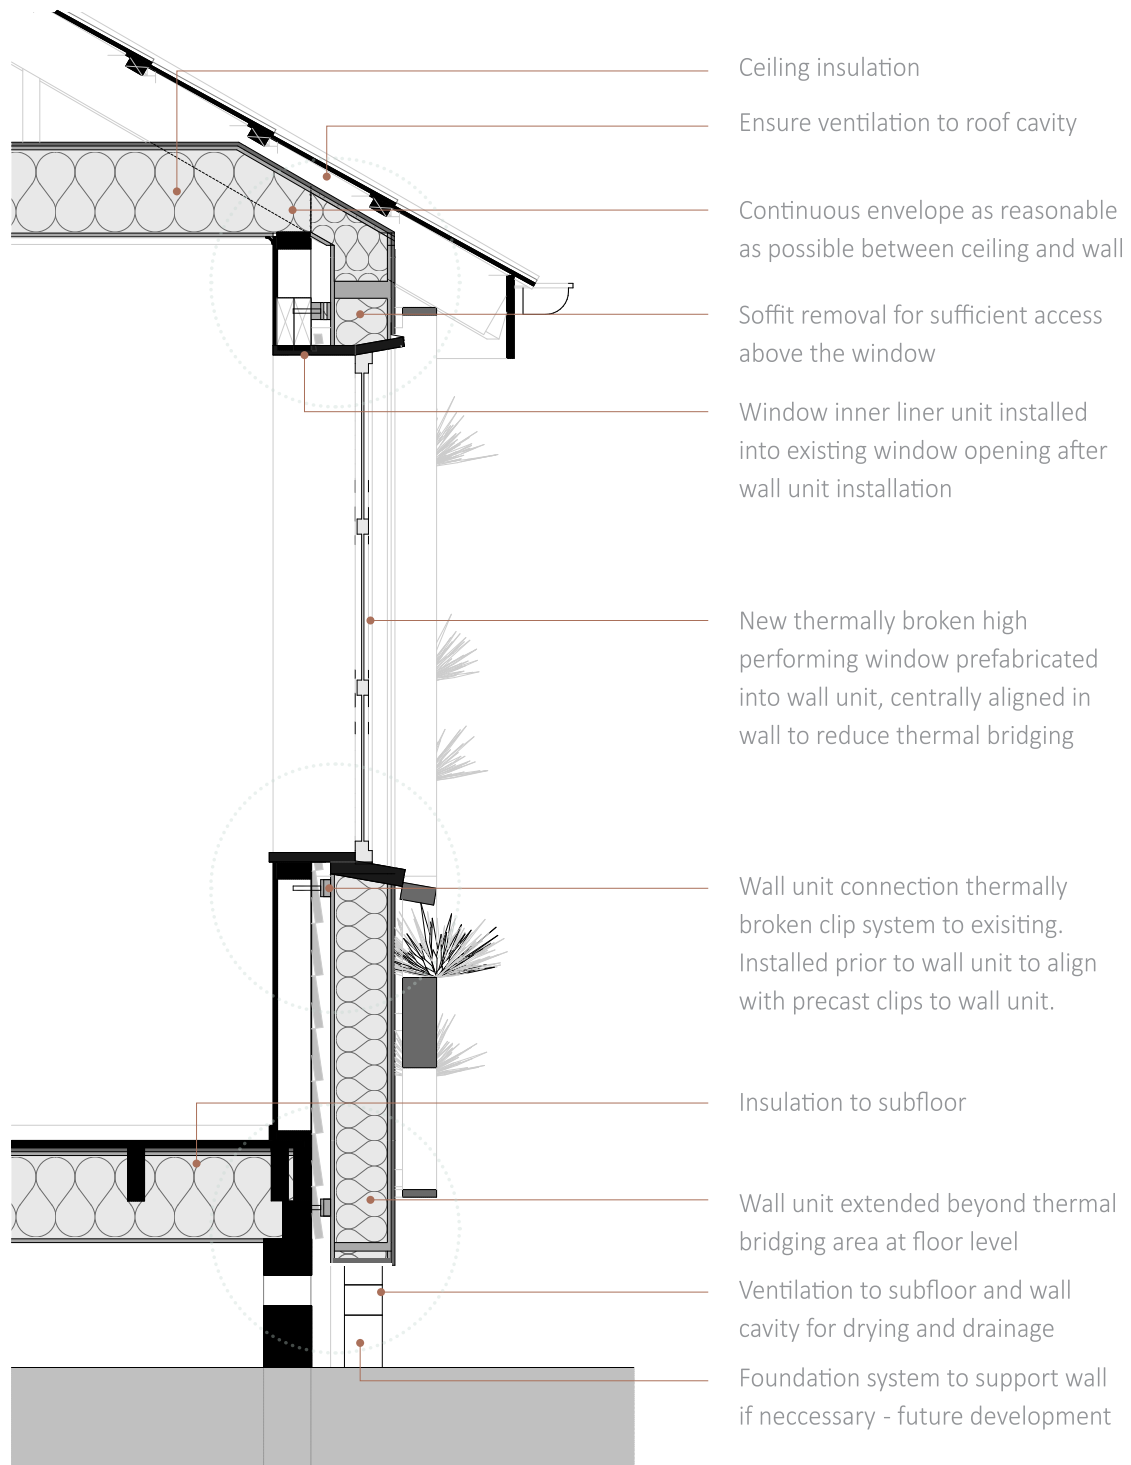 Ceiling insulation
Ensure ventilation to roof cavity
Continuous envelope as reasonable
as possible between ceiling and wall
Soffit removal for sufficient access
above the window
Window inner liner unit installed
into existing window opening after
wall unit installation
New thermally broken high
performing window prefabricated
into wall unit, centrally aligned in
wall to reduce thermal bridging
Wall unit connection thermally
broken clip system to exisiting.
Installed prior to wall unit to align
with precast clips to wall unit.
Insulation to subfloor
Wall unit extended beyond thermal
bridging area at floor level
Ventilation to subfloor and wall
cavity for drying and drainage
Foundation system to support wall
if neccessary - future development